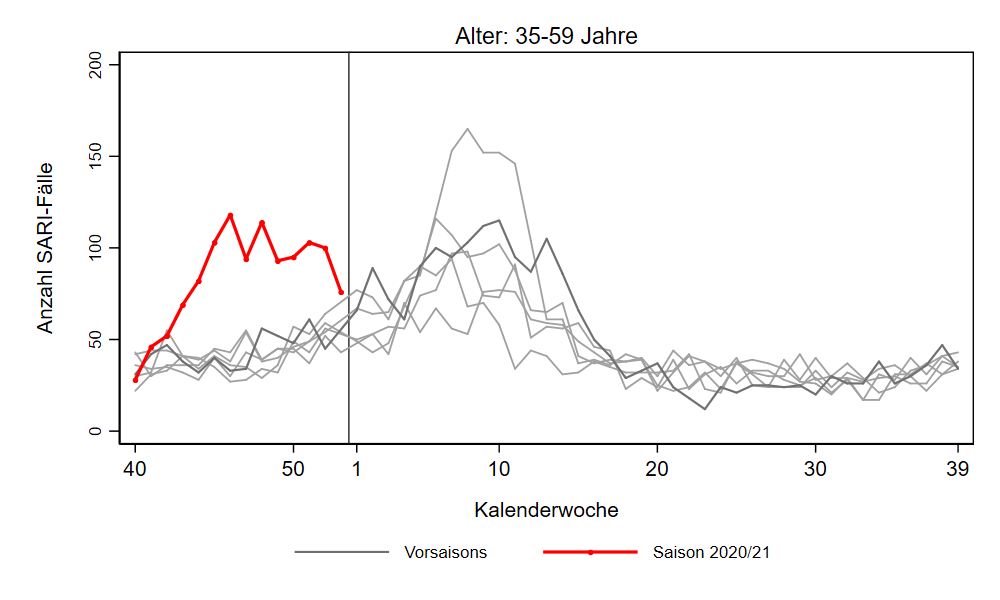 Alter: 35-59 Jahre
Anzahl SARI-Fälle
200
150
100
50
0
40 50 1 10 20 30 39
Kalenderwoche
Vorsaisons Saison 2020/21